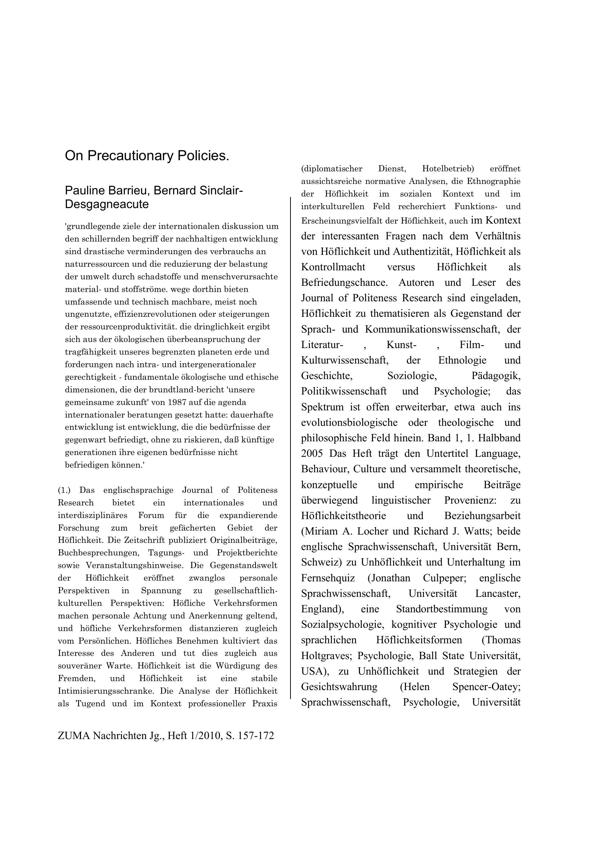 On Precautionary Policies.
Pauline Barrieu, Bernard Sinclair-
Desgagneacute
'grundlegende ziele der internationalen diskussion um
den schillernden begriff der nachhaltigen entwicklung
sind drastische verminderungen des verbrauchs an
naturressourcen und die reduzierung der belastung
der umwelt durch schadstoffe und menschverursachte
material- und stoffströme. wege dorthin bieten
umfassende und technisch machbare, meist noch
ungenutzte, effizienzrevolutionen oder steigerungen
der ressourcenproduktivität. die dringlichkeit ergibt
sich aus der ökologischen überbeanspruchung der
tragfähigkeit unseres begrenzten planeten erde und
forderungen nach intra- und intergenerationaler
gerechtigkeit - fundamentale ökologische und ethische
dimensionen, die der brundtland-bericht 'unsere
gemeinsame zukunft' von 1987 auf die agenda
internationaler beratungen gesetzt hatte: dauerhafte
entwicklung ist entwicklung, die die bedürfnisse der
gegenwart befriedigt, ohne zu riskieren, daß künftige
generationen ihre eigenen bedürfnisse nicht
befriedigen können.'
(1.) Das englischsprachige Journal of Politeness
Research bietet ein internationales und
interdisziplinäres Forum für die expandierende
Forschung zum breit gefächerten Gebiet der
Höflichkeit. Die Zeitschrift publiziert Originalbeiträge,
Buchbesprechungen, Tagungs- und Projektberichte
sowie Veranstaltungshinweise. Die Gegenstandswelt
der Höflichkeit eröffnet zwanglos personale
Perspektiven in Spannung zu gesellschaftlich-
kulturellen Perspektiven: Höfliche Verkehrsformen
machen personale Achtung und Anerkennung geltend,
und höfliche Verkehrsformen distanzieren zugleich
vom Persönlichen. Höfliches Benehmen kultiviert das
Interesse des Anderen und tut dies zugleich aus
souveräner Warte. Höflichkeit ist die Würdigung des
Fremden, und Höflichkeit ist eine stabile
Intimisierungsschranke. Die Analyse der Höflichkeit
als Tugend und im Kontext professioneller Praxis
(diplomatischer Dienst, Hotelbetrieb) eröffnet
aussichtsreiche normative Analysen, die Ethnographie
der Höflichkeit im sozialen Kontext und im
interkulturellen Feld recherchiert Funktions- und
Erscheinungsvielfalt der Höflichkeit, auch im Kontext
der interessanten Fragen nach dem Verhältnis
von Höflichkeit und Authentizität, Höflichkeit als
Kontrollmacht versus Höflichkeit als
Befriedungschance. Autoren und Leser des
Journal of Politeness Research sind eingeladen,
Höflichkeit zu thematisieren als Gegenstand der
Sprach- und Kommunikationswissenschaft, der
Literatur- , Kunst- , Film- und
Kulturwissenschaft, der Ethnologie und
Geschichte, Soziologie, Pädagogik,
Politikwissenschaft und Psychologie; das
Spektrum ist offen erweiterbar, etwa auch ins
evolutionsbiologische oder theologische und
philosophische Feld hinein. Band 1, 1. Halbband
2005 Das Heft trägt den Untertitel Language,
Behaviour, Culture und versammelt theoretische,
konzeptuelle und empirische Beiträge
überwiegend linguistischer Provenienz: zu
Höflichkeitstheorie und Beziehungsarbeit
(Miriam A. Locher und Richard J. Watts; beide
englische Sprachwissenschaft, Universität Bern,
Schweiz) zu Unhöflichkeit und Unterhaltung im
Fernsehquiz (Jonathan Culpeper; englische
Sprachwissenschaft, Universität Lancaster,
England), eine Standortbestimmung von
Sozialpsychologie, kognitiver Psychologie und
sprachlichen Höflichkeitsformen (Thomas
Holtgraves; Psychologie, Ball State Universität,
USA), zu Unhöflichkeit und Strategien der
Gesichtswahrung (Helen Spencer-Oatey;
Sprachwissenschaft, Psychologie, Universität
ZUMA Nachrichten Jg., Heft 1/2010, S. 157-172